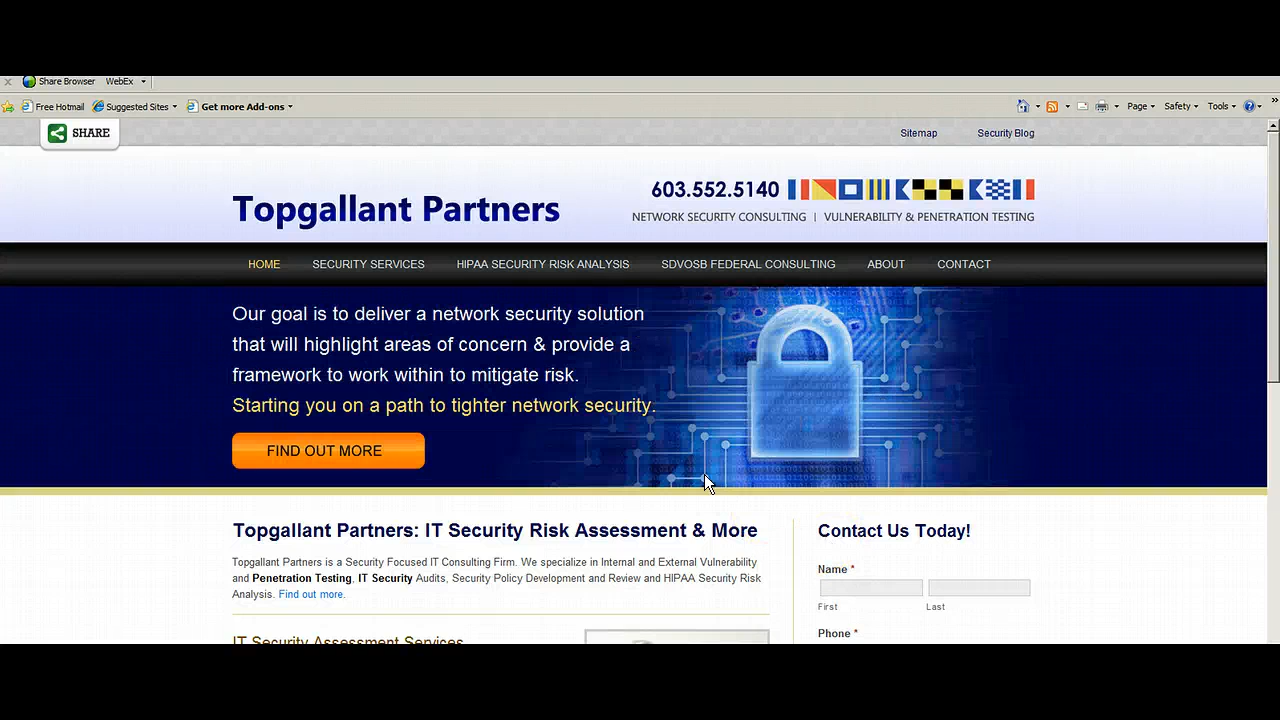 Share Browser WebEx
Free Hotmail Suggested Sites Get more Add-ons Page Safety Tools
SHARE Sitemap Security Blog
603.552.5140
Topgallant Partners
NETWORK SECURITY CONSULTING | VULNERABILITY & PENETRATION TESTING
HOME SECURITY SERVICES HIPAA SECURITY RISK ANALYSIS SDVOSB FEDERAL CONSULTING ABOUT CONTACT
Our goal is to deliver a network security solution
that will highlight areas of concern & provide a
framework to work within to mitigate risk.
Starting you on a path to tighter network security.
FIND OUT MORE
Topgallant Partners: IT Security Risk Assessment & More
Topgallant Partners is a Security Focused IT Consulting Firm. We specialize in Internal and External Vulnerability
and Penetration Testing, IT Security Audits, Security Policy Development and Review and HIPAA Security Risk
Analysis. Find out more.
IT Security Assessment Services
Contact Us Today!
Name *
First Last
Phone *